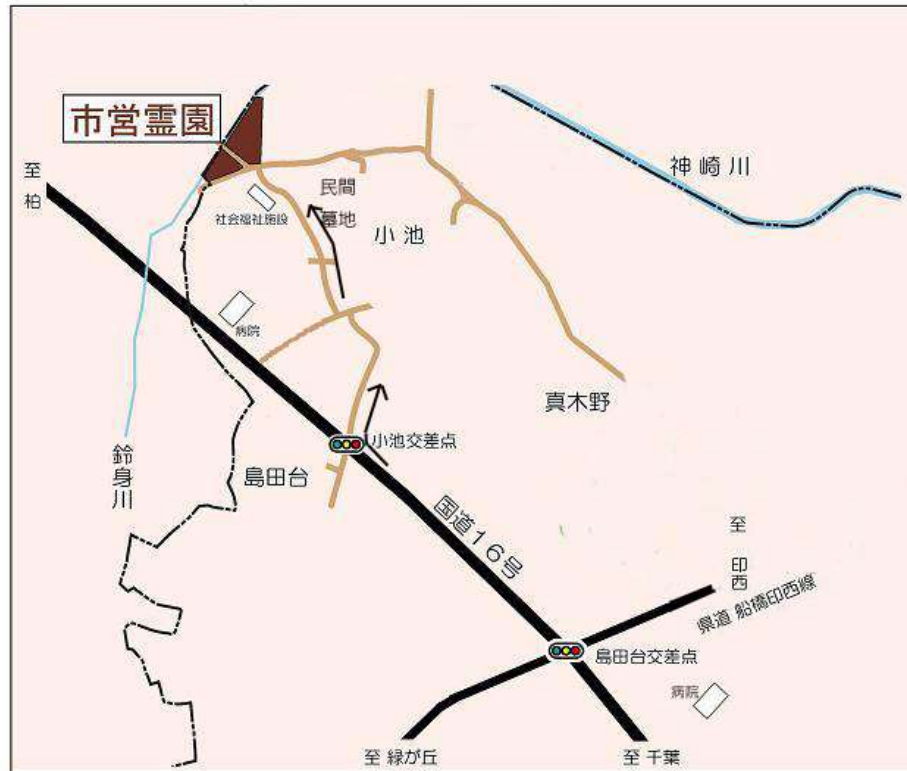 市営霊園
至
柏
神崎川
民間
墓地
社会福祉施設
小池
病院
真木野
小池交差点
島田台
鈴身川
国道16号
至
印西
県道 船橋印西線
島田台交差点
病院
至 緑が丘
至 千葉